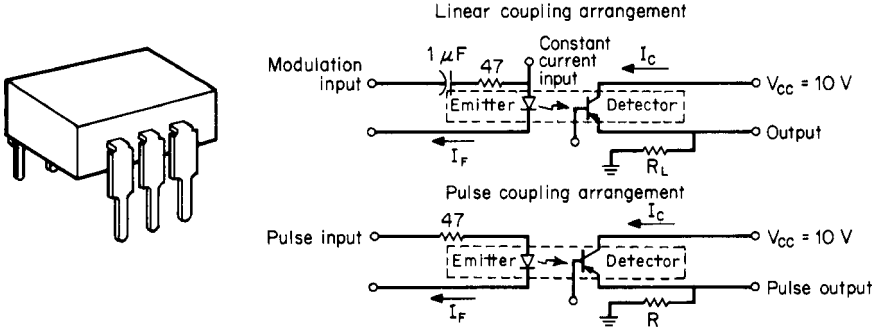 Linear coupling arrangement
Modulation
input
1 μF
47
Constant
current
input
I_C
V_CC = 10 V
Emitter
Detector
Output
I_F
R_L
Pulse coupling arrangement
Pulse input
47
I_C
V_CC = 10 V
Emitter
Detector
Pulse output
I_F
R